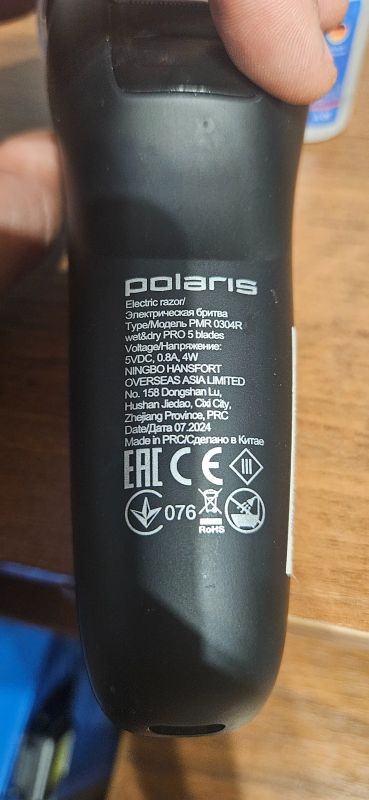 polaris
Electric razor/
Электрическая бритва
Type/Модель PMR 0304R
wet&dry PRO 5 blades
Voltage/Напряжение:
5VDC, 0.8A, 4W
NINGBO HANSFORT
OVERSEAS ASIA LIMITED
No. 158 Dongshan Lu,
Hushan Jiedao, Cixi City,
Zhejiang Province, PRC
Date/Дата 07.2024
Made in PRC/Сделано в Китае
EAC CE III
076 RoHS